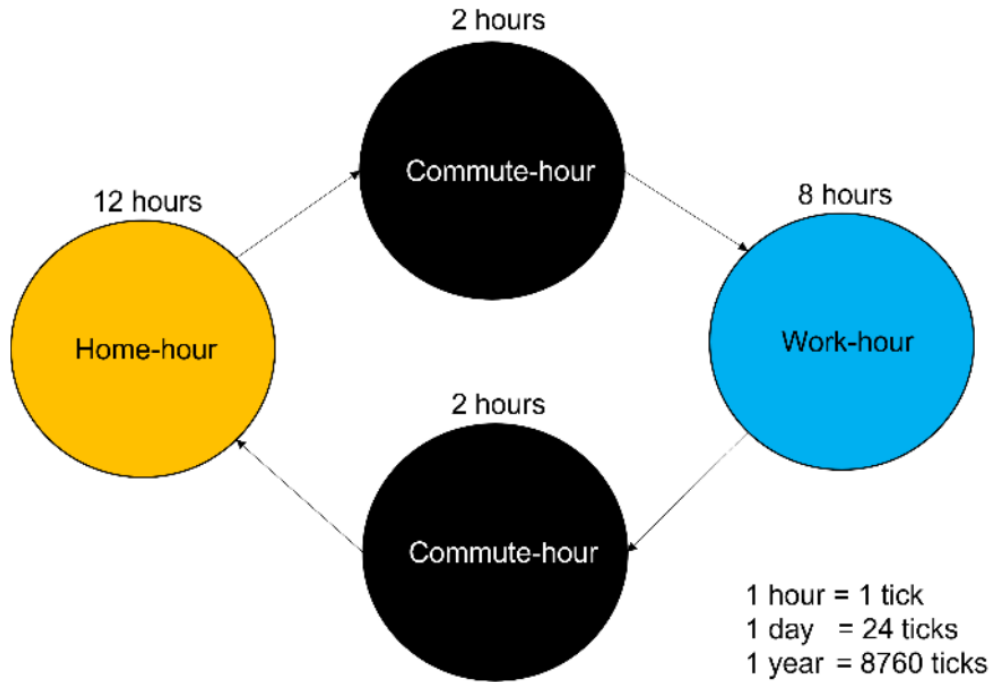 2 hours
Commute-hour
12 hours
8 hours
Home-hour
Work-hour
2 hours
Commute-hour
1 hour = 1 tick
1 day = 24 ticks
1 year = 8760 ticks